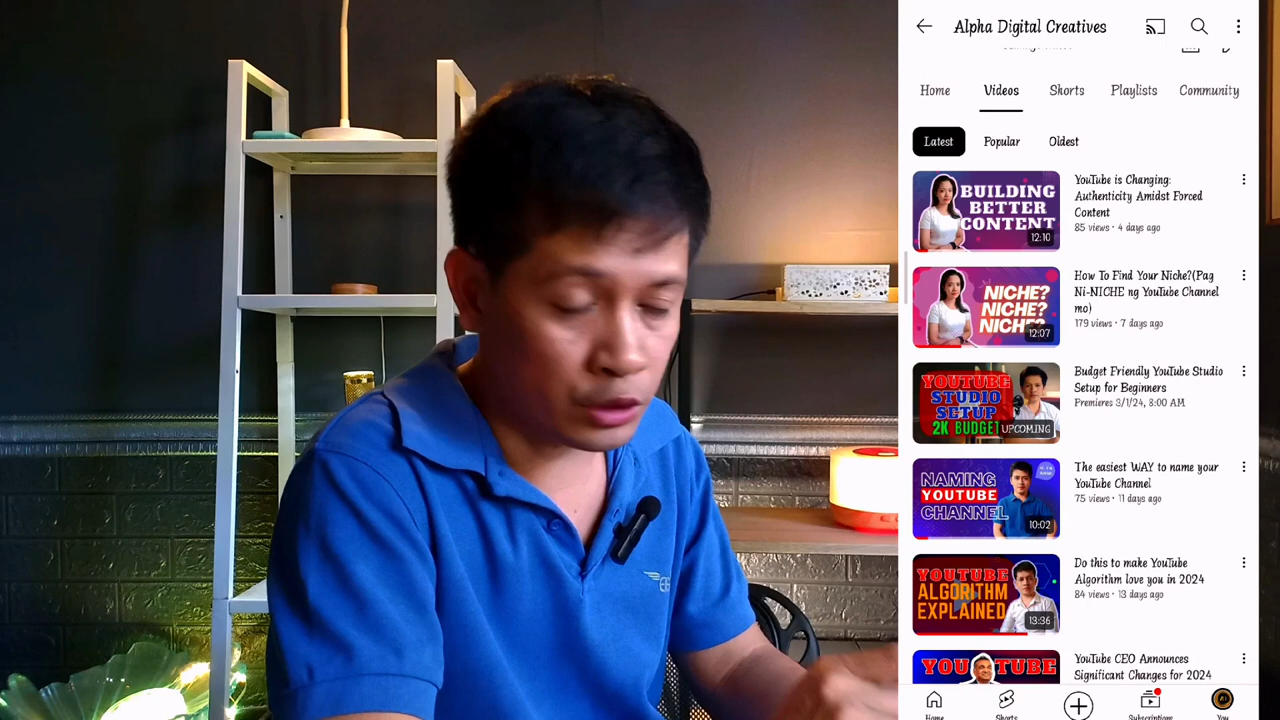 Alpha Digital Creatives
Home
Videos
Shorts
Playlists
Community
Latest
Popular
Oldest
BUILDING
BETTER
CONTENT
12:10
YouTube is Changing:
Authenticity Amidst Forced
Content
85 views • 4 days ago
NICHE?
NICHE?
NICHE?
12:07
How To Find Your Niche?(Pag
Ni-NICHE ng YouTube Channel
mo)
179 views • 7 days ago
YOUTUBE
STUDIO
SETUP
2K BUDGET
UPCOMING
Budget Friendly YouTube Studio
Setup for Beginners
Premieres 3/1/24, 8:00 AM
NAMING
YOUTUBE
CHANNEL
10:02
The easiest WAY to name your
YouTube Channel
75 views • 11 days ago
YOUTUBE
ALGORITHM
EXPLAINED
13:36
Do this to make YouTube
Algorithm love you in 2024
84 views • 13 days ago
YOUTUBE
YouTube CEO Announces
Significant Changes for 2024
Home
Shorts
Subscriptions
You